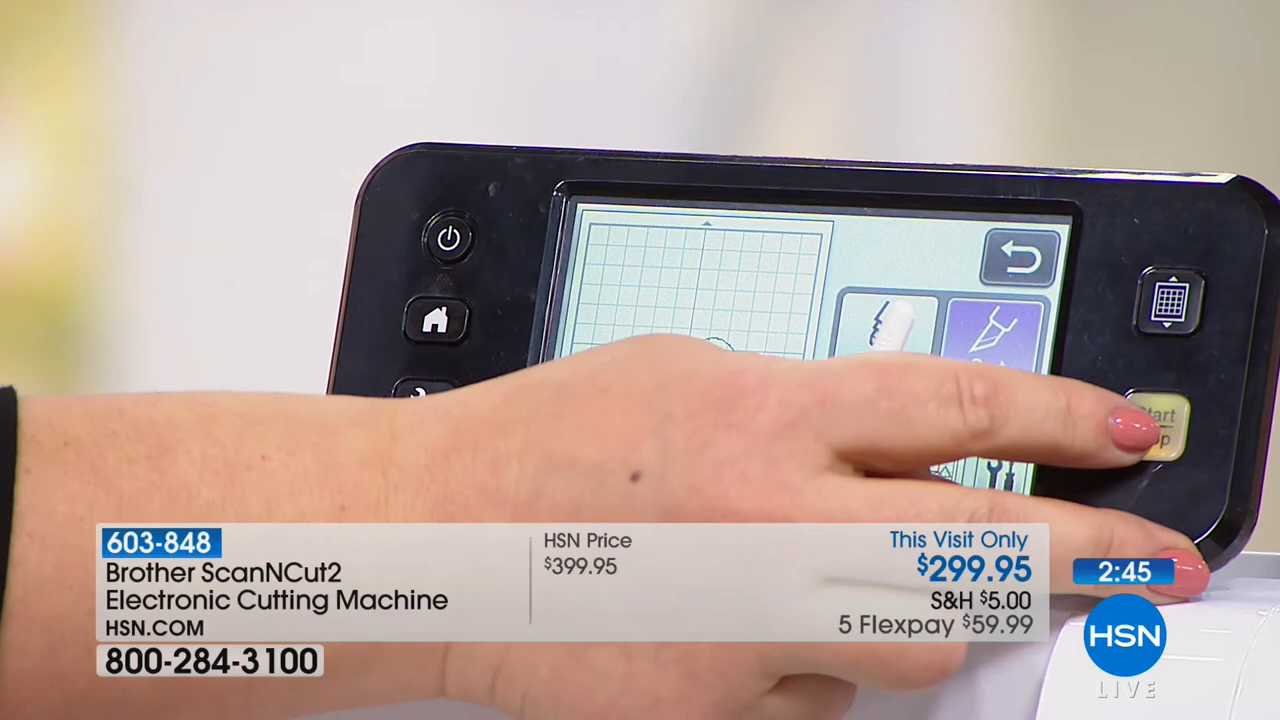 Start
603-848
Brother ScanNCut2
Electronic Cutting Machine
HSN.COM
800-284-3100
HSN Price
$399.95
This Visit Only
$299.95
S&H $5.00
5 Flexpay $59.99
2:45
HSN
LIVE